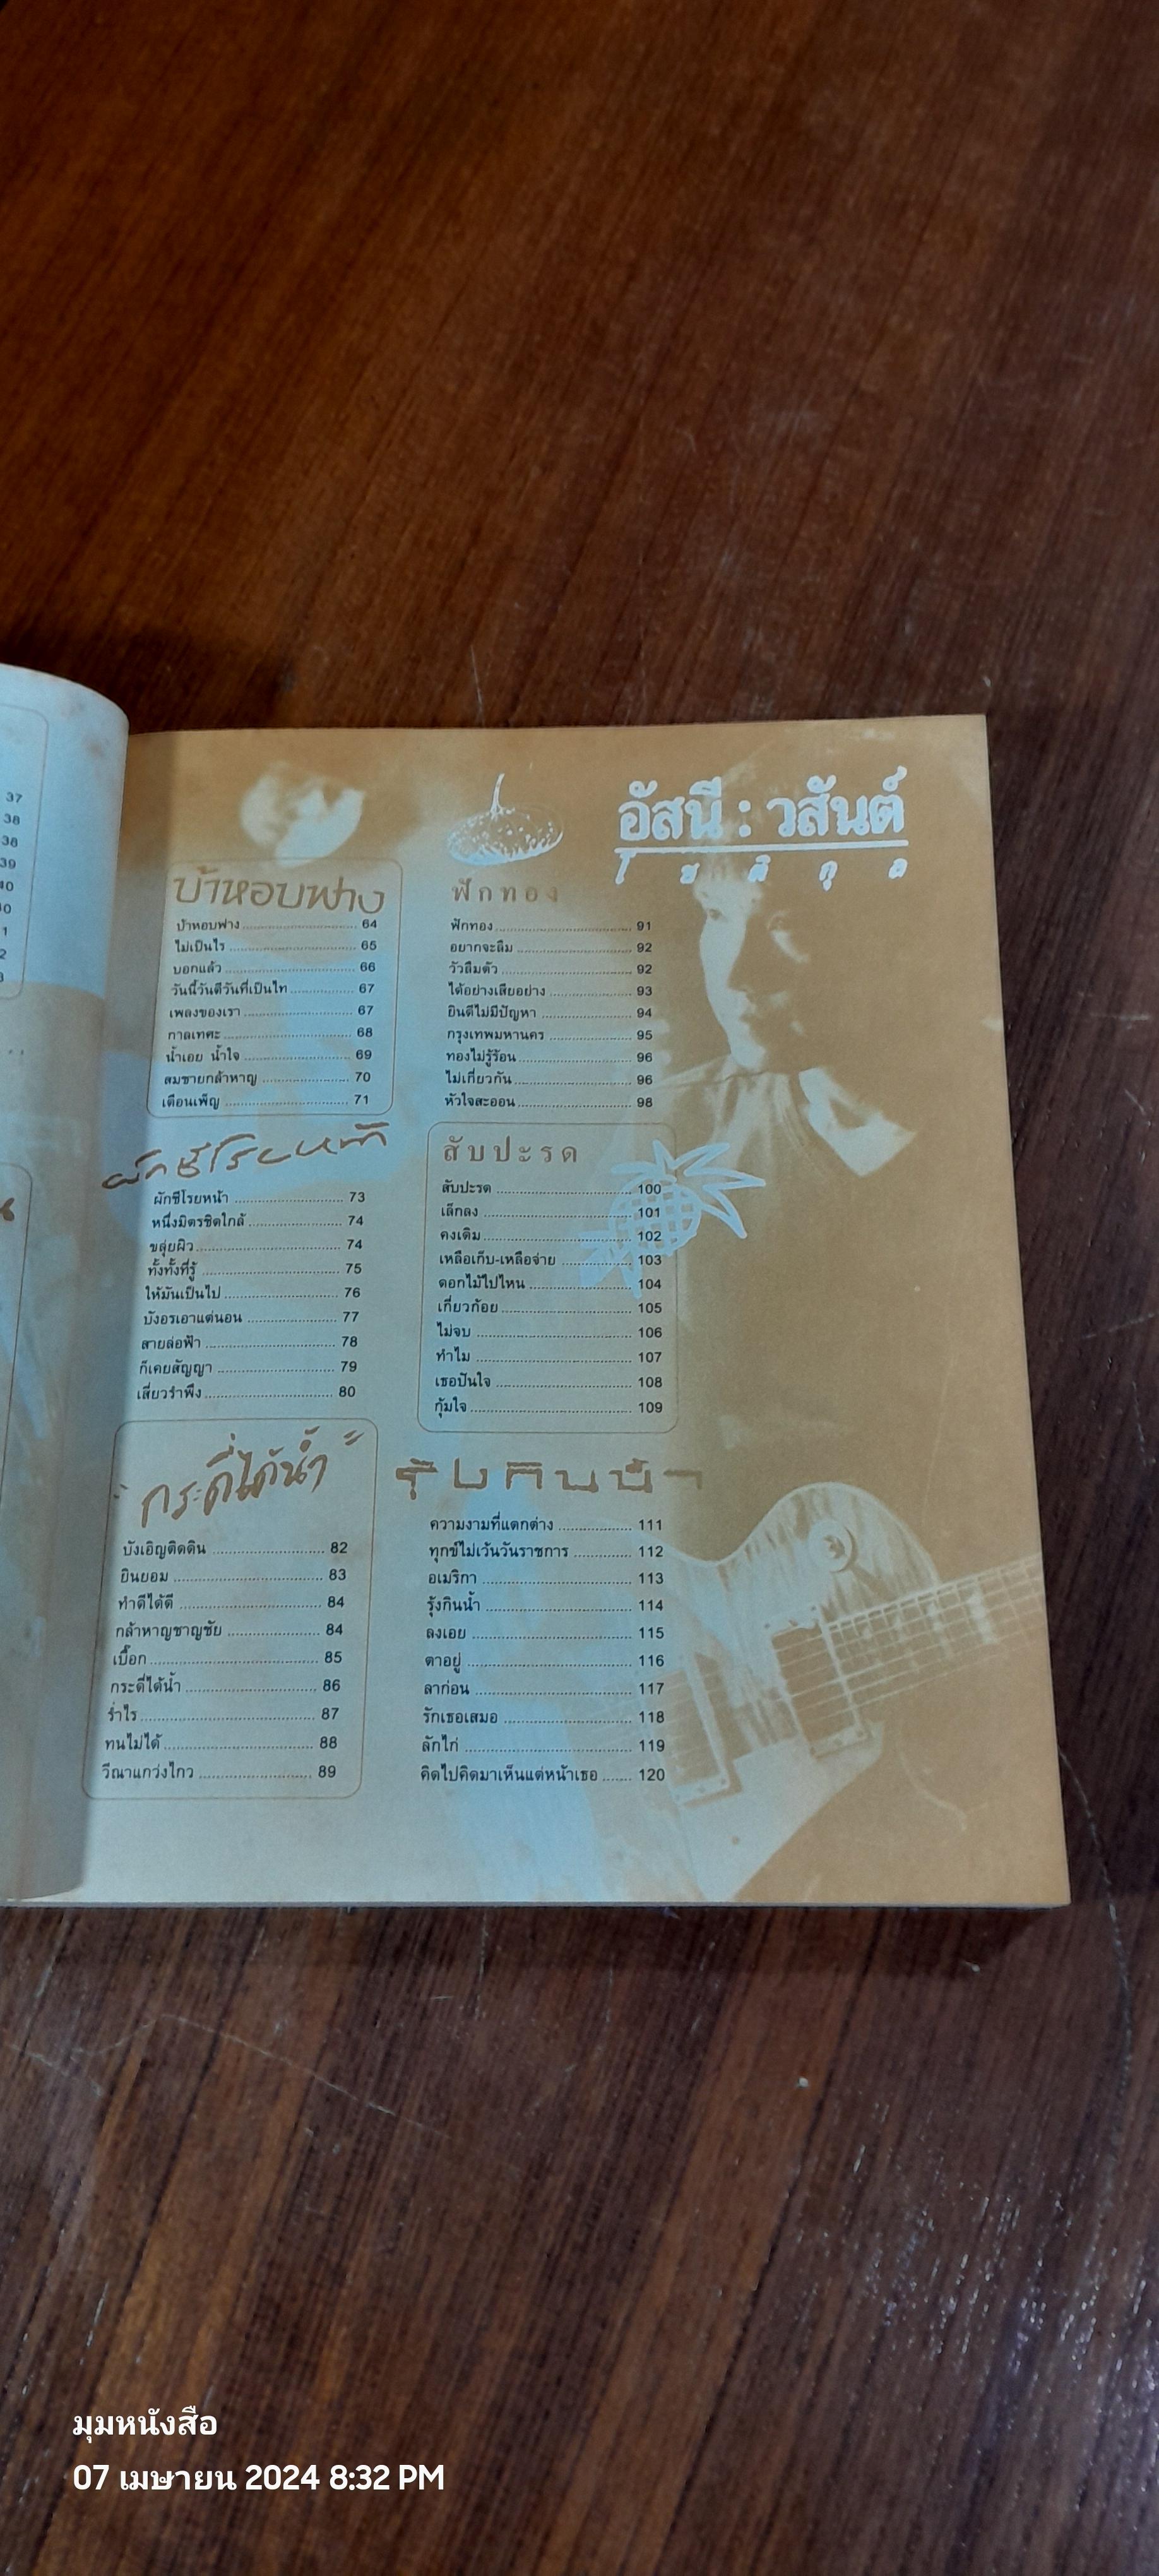 37
38
38
39
40
อัสนี : วสันต์
โชติกุล
บ้าหอบฟาง
บ้าหอบฟาง 64
ไม่เป็นไร 65
บอกแล้ว 66
วันนี้วันดีวันที่เป็นไท 67
เพลงของเรา 67
กาลเทศะ 68
น้ำเอย น้ำใจ 69
สมชายกล้าหาญ 70
เดือนเพ็ญ 71
ผักชีโรยหน้า
ผักชีโรยหน้า 73
หนึ่งมิตรชิดใกล้ 74
ขลุ่ยผิว 74
ทั้งทั้งที่รู้ 75
ให้มันเป็นไป 76
บังอรเอาแต่นอน 77
สายล่อฟ้า 78
ก็เคยสัญญา 79
เสี่ยวรำพึง 80
กระดี่ได้น้ำ
บังเอิญติดดิน 82
ยินยอม 83
ทำดีได้ดี 84
กล้าหาญชาญชัย 84
เบื๊อก 85
กระดี่ได้น้ำ 86
ร่ำไร 87
ทนไม่ได้ 88
วีณาแกว่งไกว 89
ฟักทอง
ฟักทอง 91
อยากจะลืม 92
วัวลืมตัว 92
ได้อย่างเสียอย่าง 93
ยินดีไม่มีปัญหา 94
กรุงเทพมหานคร 95
ทองไม่รู้ร้อน 96
ไม่เกี่ยวกัน 96
หัวใจสะออน 98
สับปะรด
สับปะรด 100
เล็กลง 101
คงเดิม 102
เหลือเก็บ-เหลือจ่าย 103
ดอกไม้ไปไหน 104
เกี่ยวก้อย 105
ไม่จบ 106
ทำไม 107
เธอปันใจ 108
กุ้มใจ 109
รุ้งกินน้ำ
ความงามที่แตกต่าง 111
ทุกข์ไม่เว้นวันราชการ 112
อเมริกา 113
รุ้งกินน้ำ 114
ลงเอย 115
ตาอยู่ 116
ลาก่อน 117
รักเธอเสมอ 118
ลักไก่ 119
คิดไปคิดมาเห็นแต่หน้าเธอ 120
มุมหนังสือ
07 เมษายน 2024 8:32 PM